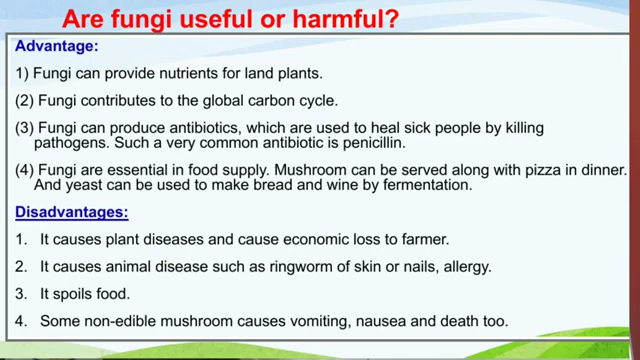 Are fungi useful or harmful?
Advantage:
1) Fungi can provide nutrients for land plants.
(2) Fungi contributes to the global carbon cycle.
(3) Fungi can produce antibiotics, which are used to heal sick people by killing
pathogens. Such a very common antibiotic is penicillin.
(4) Fungi are essential in food supply. Mushroom can be served along with pizza in dinner.
And yeast can be used to make bread and wine by fermentation.
Disadvantages:
1. It causes plant diseases and cause economic loss to farmer.
2. It causes animal disease such as ringworm of skin or nails, allergy.
3. It spoils food.
4. Some non-edible mushroom causes vomiting, nausea and death too.